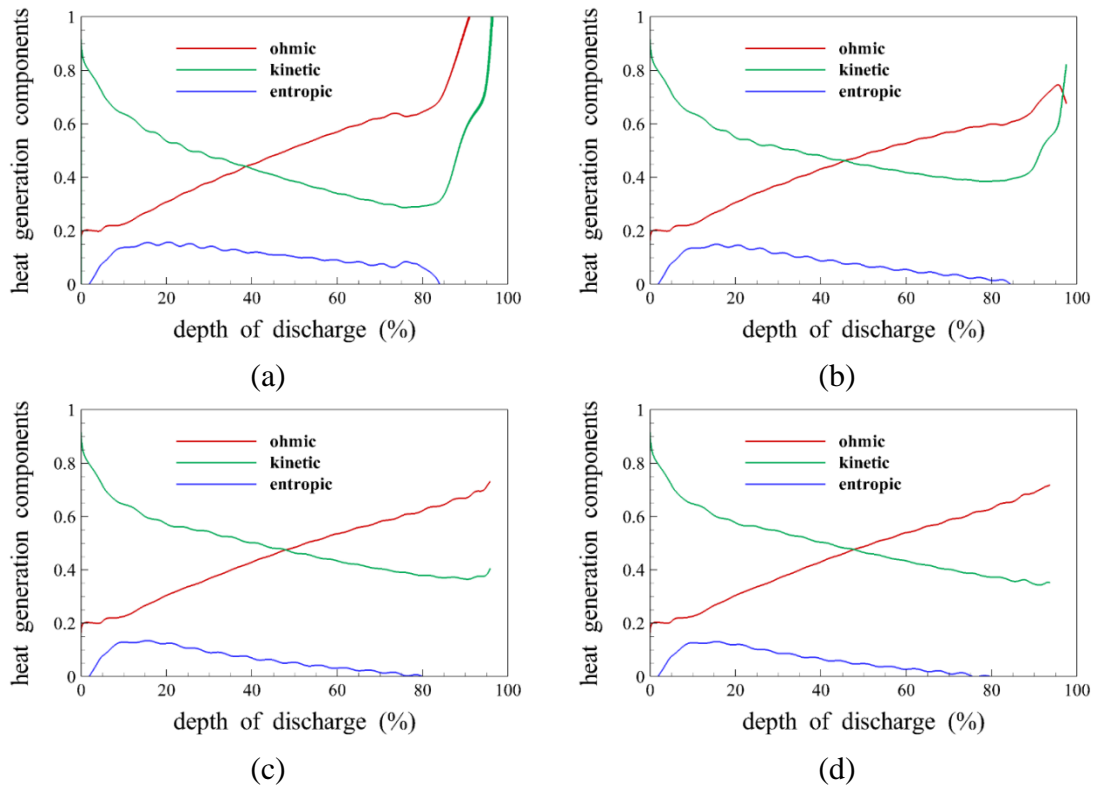 heat generation components
1
0.8
0.6
0.4
0.2
0
ohmic
kinetic
entropic
0 20 40 60 80 100
depth of discharge (%)
(a)
heat generation components
1
0.8
0.6
0.4
0.2
0
ohmic
kinetic
entropic
0 20 40 60 80 100
depth of discharge (%)
(b)
heat generation components
1
0.8
0.6
0.4
0.2
0
ohmic
kinetic
entropic
0 20 40 60 80 100
depth of discharge (%)
(c)
heat generation components
1
0.8
0.6
0.4
0.2
0
ohmic
kinetic
entropic
0 20 40 60 80 100
depth of discharge (%)
(d)